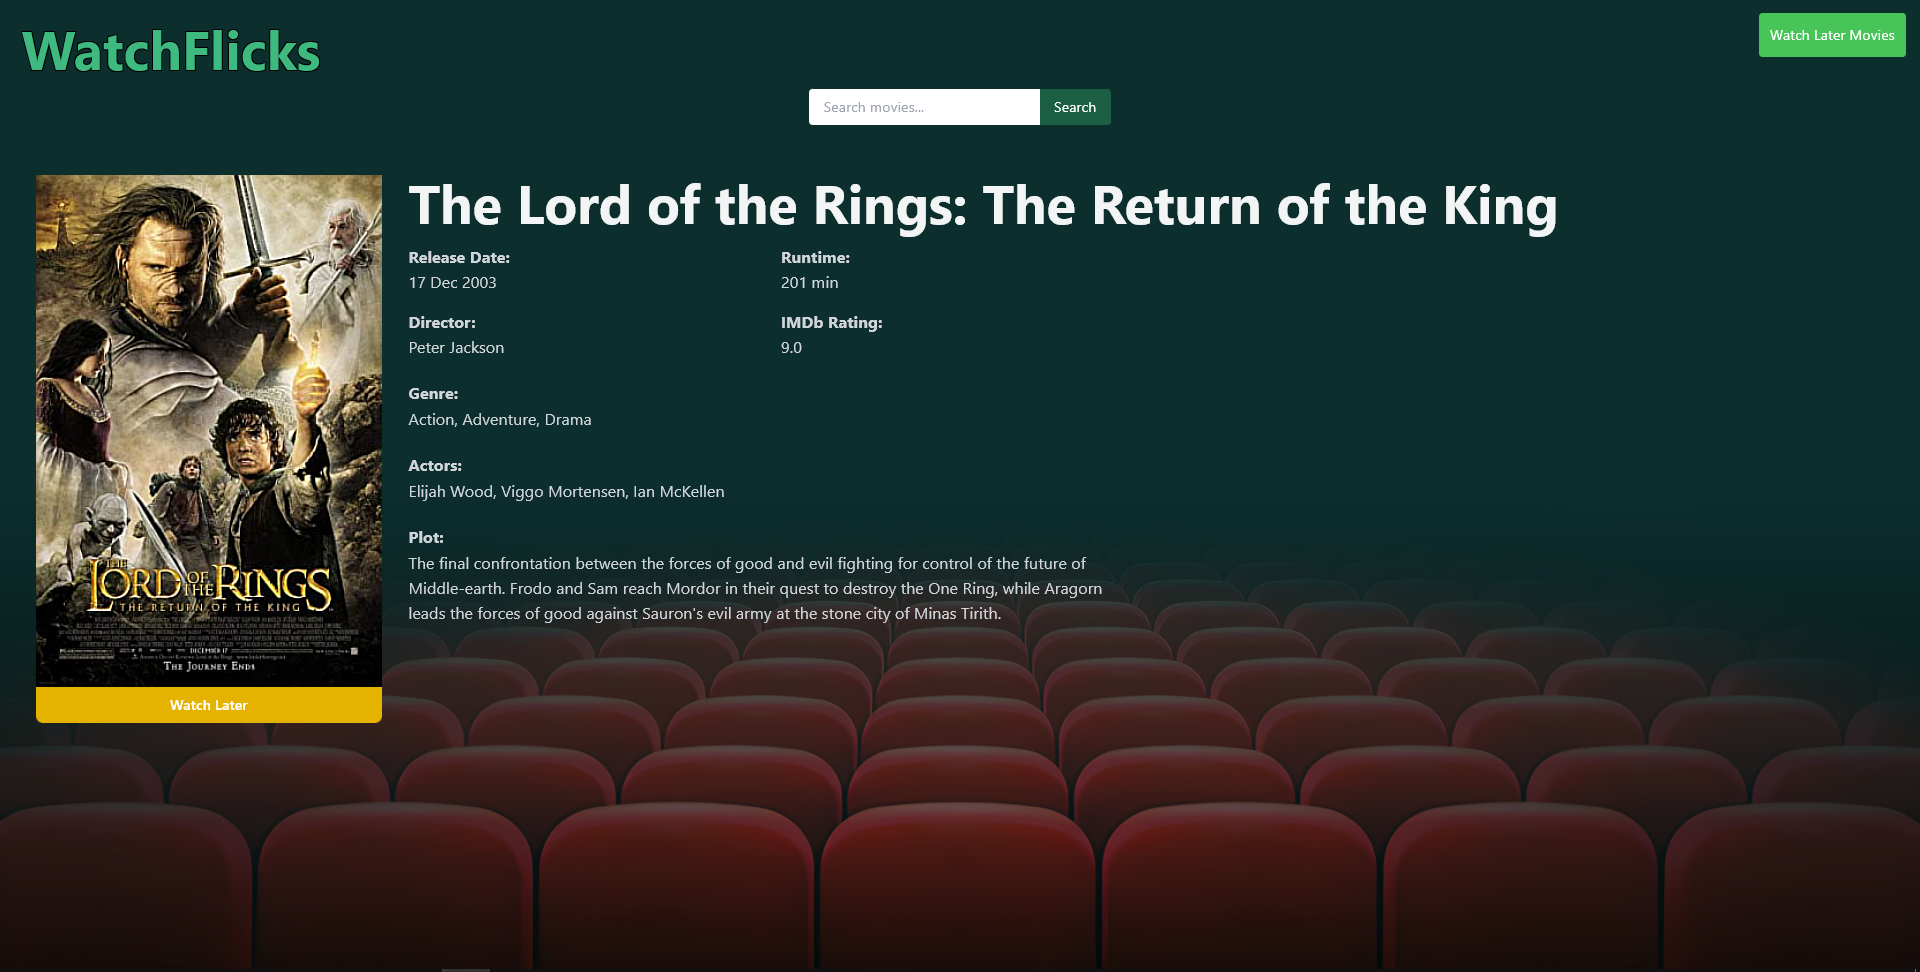 WatchFlicks
Watch Later Movies
Search movies...
Search
The Lord of the Rings: The Return of the King
Release Date:
17 Dec 2003
Runtime:
201 min
Director:
Peter Jackson
IMDb Rating:
9.0
Genre:
Action, Adventure, Drama
Actors:
Elijah Wood, Viggo Mortensen, Ian McKellen
Plot:
The final confrontation between the forces of good and evil fighting for control of the future of
Middle-earth. Frodo and Sam reach Mordor in their quest to destroy the One Ring, while Aragorn
leads the forces of good against Sauron's evil army at the stone city of Minas Tirith.
THE
LORD OF THE RINGS
THE RETURN OF THE KING
DECEMBER 17
THE JOURNEY ENDS
Watch Later